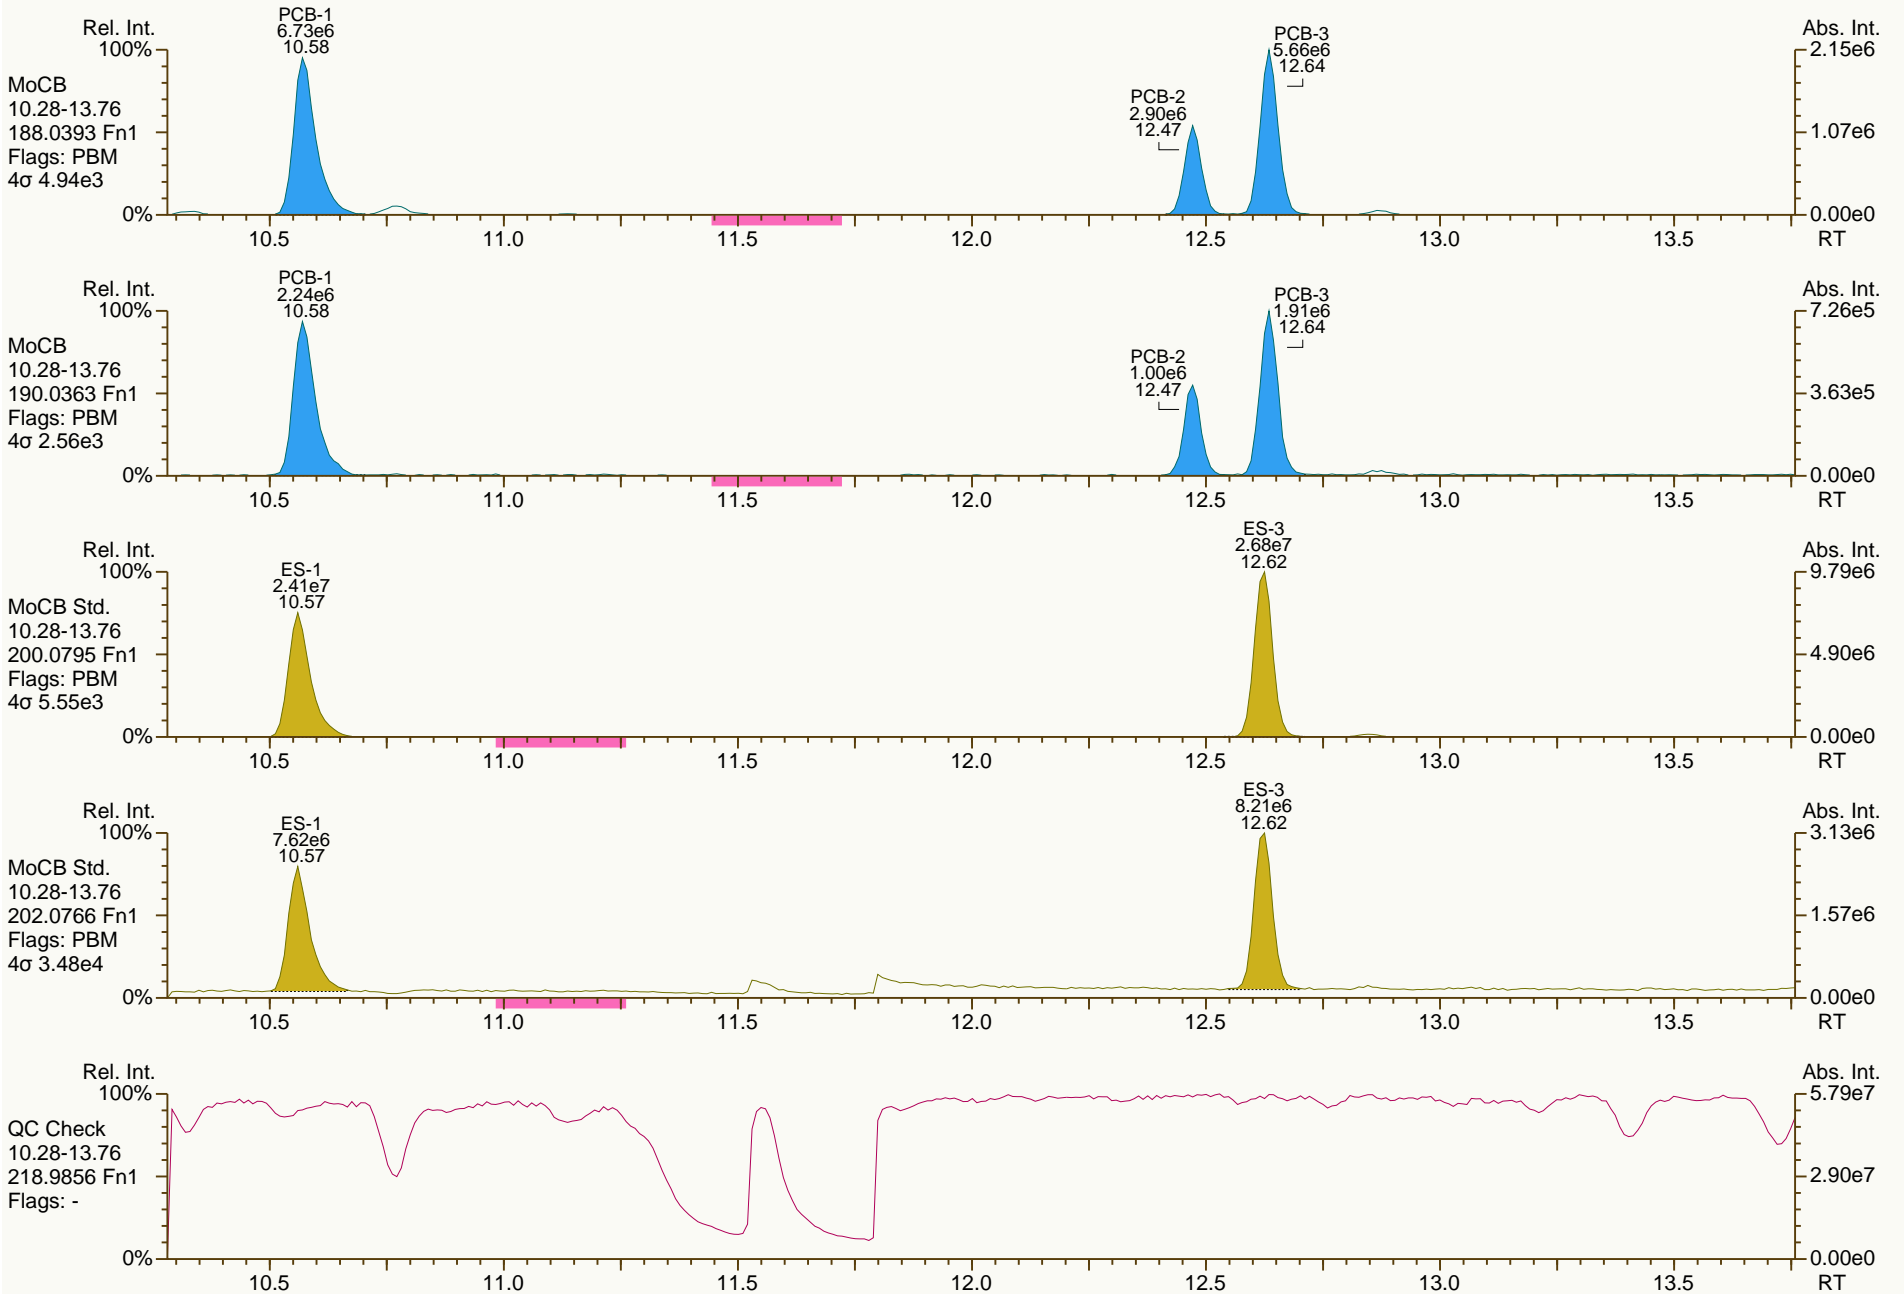 PCB-1
6.73e6
10.58
PCB-2
2.90e6
12.47
PCB-3
5.66e6
12.64
Rel. Int.
100%
0%
MoCB
10.28-13.76
188.0393 Fn1
Flags: PBM
4σ 4.94e3
Abs. Int.
2.15e6
1.07e6
0.00e0
10.5 11.0 11.5 12.0 12.5 13.0 13.5 RT
PCB-1
2.24e6
10.58
PCB-2
1.00e6
12.47
PCB-3
1.91e6
12.64
Rel. Int.
100%
0%
MoCB
10.28-13.76
190.0363 Fn1
Flags: PBM
4σ 2.56e3
Abs. Int.
7.26e5
3.63e5
0.00e0
10.5 11.0 11.5 12.0 12.5 13.0 13.5 RT
ES-1
2.41e7
10.57
ES-3
2.68e7
12.62
Rel. Int.
100%
0%
MoCB Std.
10.28-13.76
200.0795 Fn1
Flags: PBM
4σ 5.55e3
Abs. Int.
9.79e6
4.90e6
0.00e0
10.5 11.0 11.5 12.0 12.5 13.0 13.5 RT
ES-1
7.62e6
10.57
ES-3
8.21e6
12.62
Rel. Int.
100%
0%
MoCB Std.
10.28-13.76
202.0766 Fn1
Flags: PBM
4σ 3.48e4
Abs. Int.
3.13e6
1.57e6
0.00e0
10.5 11.0 11.5 12.0 12.5 13.0 13.5 RT
Rel. Int.
100%
0%
QC Check
10.28-13.76
218.9856 Fn1
Flags: -
Abs. Int.
5.79e7
2.90e7
0.00e0
10.5 11.0 11.5 12.0 12.5 13.0 13.5 RT